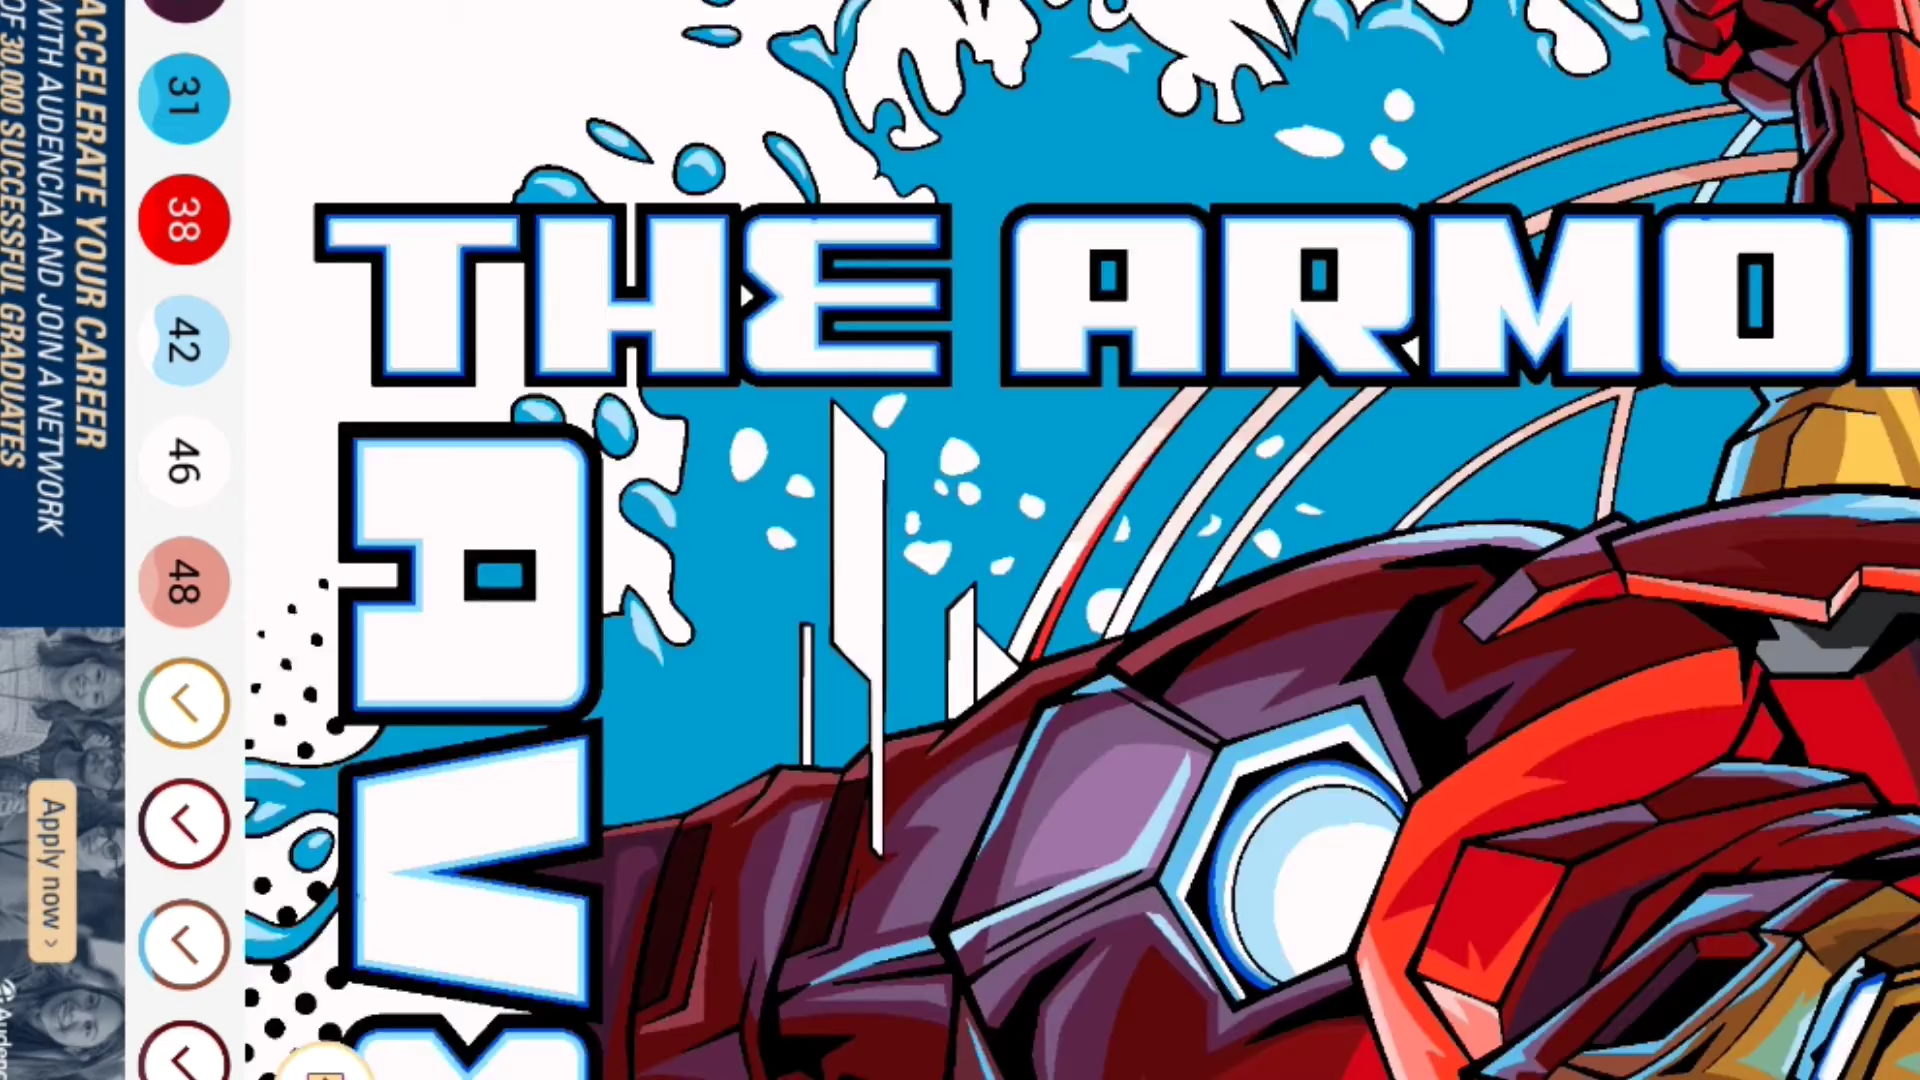 ACCELERATE YOUR CAREER
WITH AUDENCIA AND JOIN A NETWORK
OF 30,000 SUCCESSFUL GRADUATES
Apply now >
31
38
42
46
48
THE ARMO